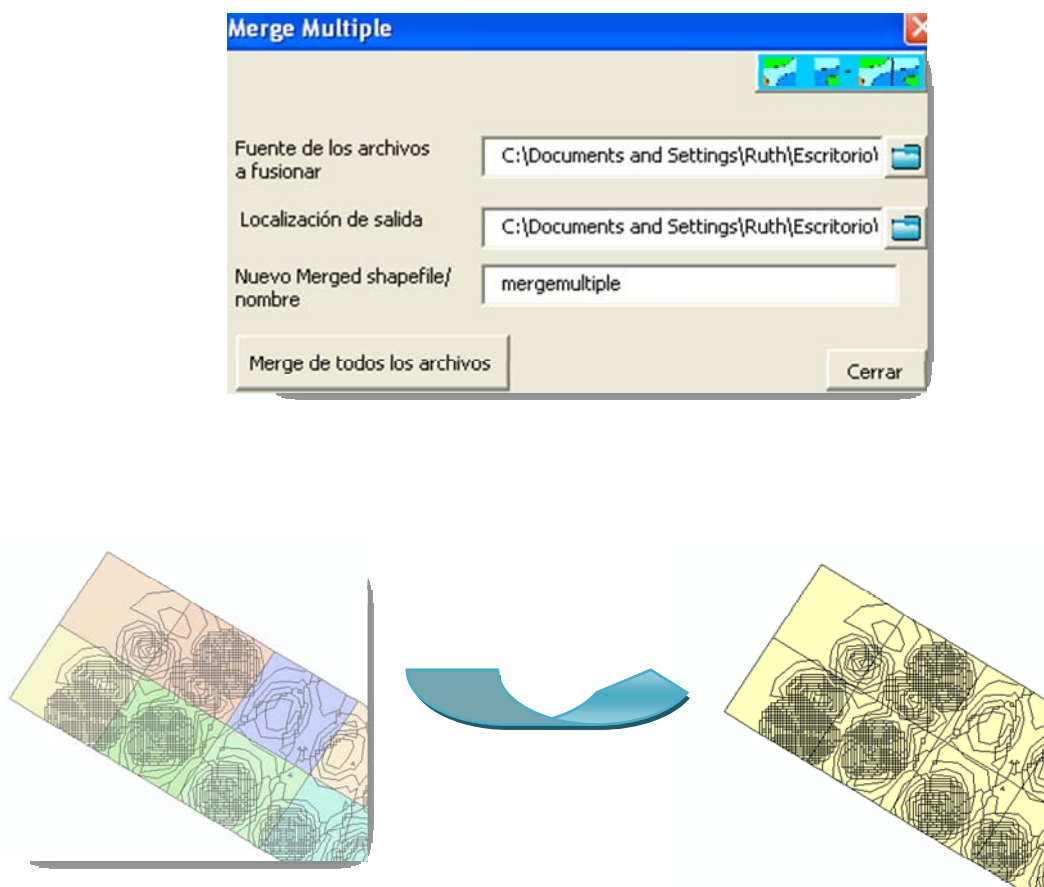 Merge Multiple
Fuente de los archivos
a fusionar
C:\Documents and Settings\Ruth\Escritorio\
Localización de salida
C:\Documents and Settings\Ruth\Escritorio\
Nuevo Merged shapefile/
nombre
mergemultiple
Merge de todos los archivos
Cerrar